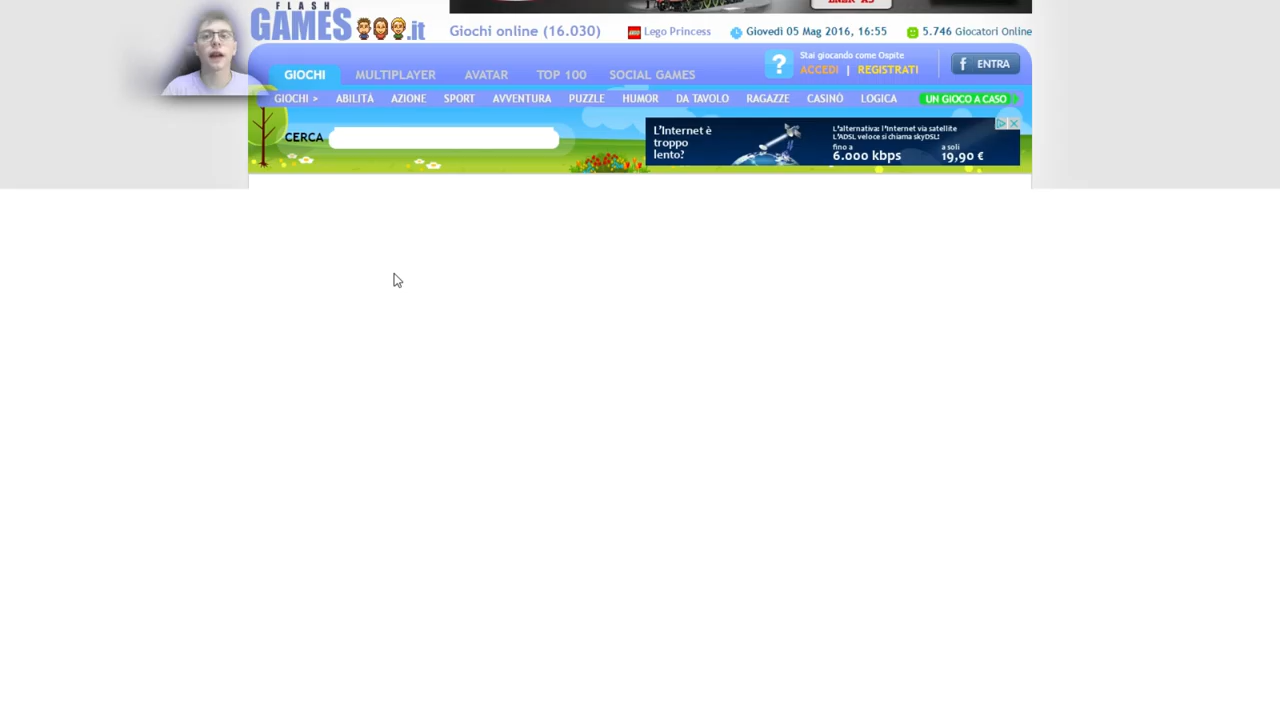 FLASH
GAMES.it
Giochi online (16.030)
Lego Princess
Giovedì 05 Mag 2016, 16:55
5.746 Giocatori Online
Stai giocando come Ospite
ACCEDI | REGISTRATI
f ENTRA
GIOCHI MULTIPLAYER AVATAR TOP 100 SOCIAL GAMES
GIOCHI > ABILITÀ AZIONE SPORT AVVENTURA PUZZLE HUMOR DA TAVOLO RAGAZZE CASINÒ LOGICA UN GIOCO A CASO
CERCA
L'Internet è
troppo
lento?
L'alternativa: l'Internet via satellite
L'ADSL veloce si chiama skyDSL!
fino a
6.000 kbps
a soli
19,90 €